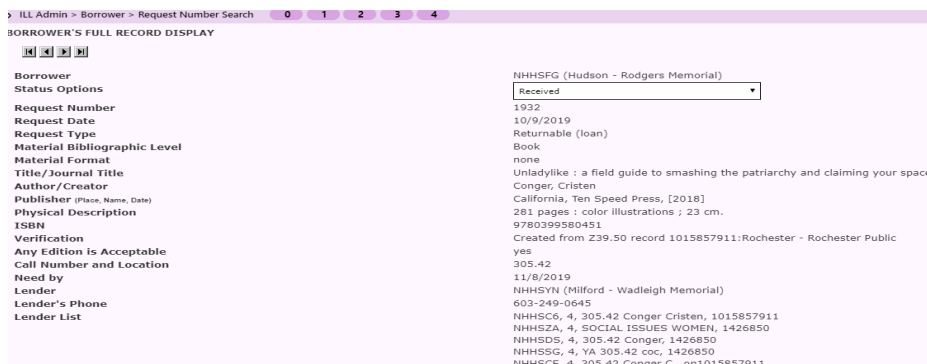 ILL Admin > Borrower > Request Number Search 0 1 2 3 4
BORROWER'S FULL RECORD DISPLAY
Borrower NHHSFG (Hudson - Rodgers Memorial)
Status Options Received
Request Number 1932
Request Date 10/9/2019
Request Type Returnable (loan)
Material Bibliographic Level Book
Material Format none
Title/Journal Title Unladylike : a field guide to smashing the patriarchy and claiming your space
Author/Creator Conger, Cristen
Publisher (Place, Name, Date) California, Ten Speed Press, [2018]
Physical Description 281 pages : color illustrations ; 23 cm.
ISBN 9780399580451
Verification Created from Z39.50 record 1015857911:Rochester - Rochester Public
Any Edition is Acceptable yes
Call Number and Location 305.42
Need by 11/8/2019
Lender NHHSYN (Milford - Wadleigh Memorial)
Lender's Phone 603-249-0645
Lender List NHHSC6, 4, 305.42 Conger Cristen, 1015857911
NHHSZA, 4, SOCIAL ISSUES WOMEN, 1426850
NHHSDS, 4, 305.42 Conger, 1426850
NHHSSG, 4, YA 305.42 coc, 1426850
4, 305.42 Conger C